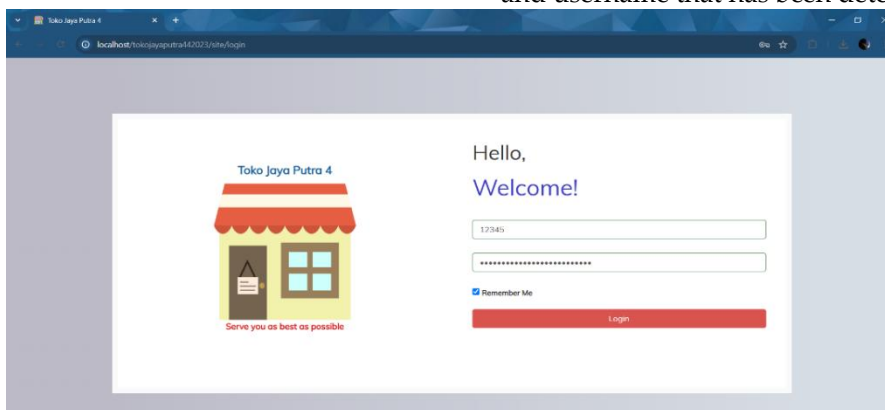 and username that has been dete
Toko Jaya Putra 4
localhost/tokojayaputra442023/site/login
Toko Jaya Putra 4
Serve you as best as possible
Hello,
Welcome!
12345
Remember Me
Login